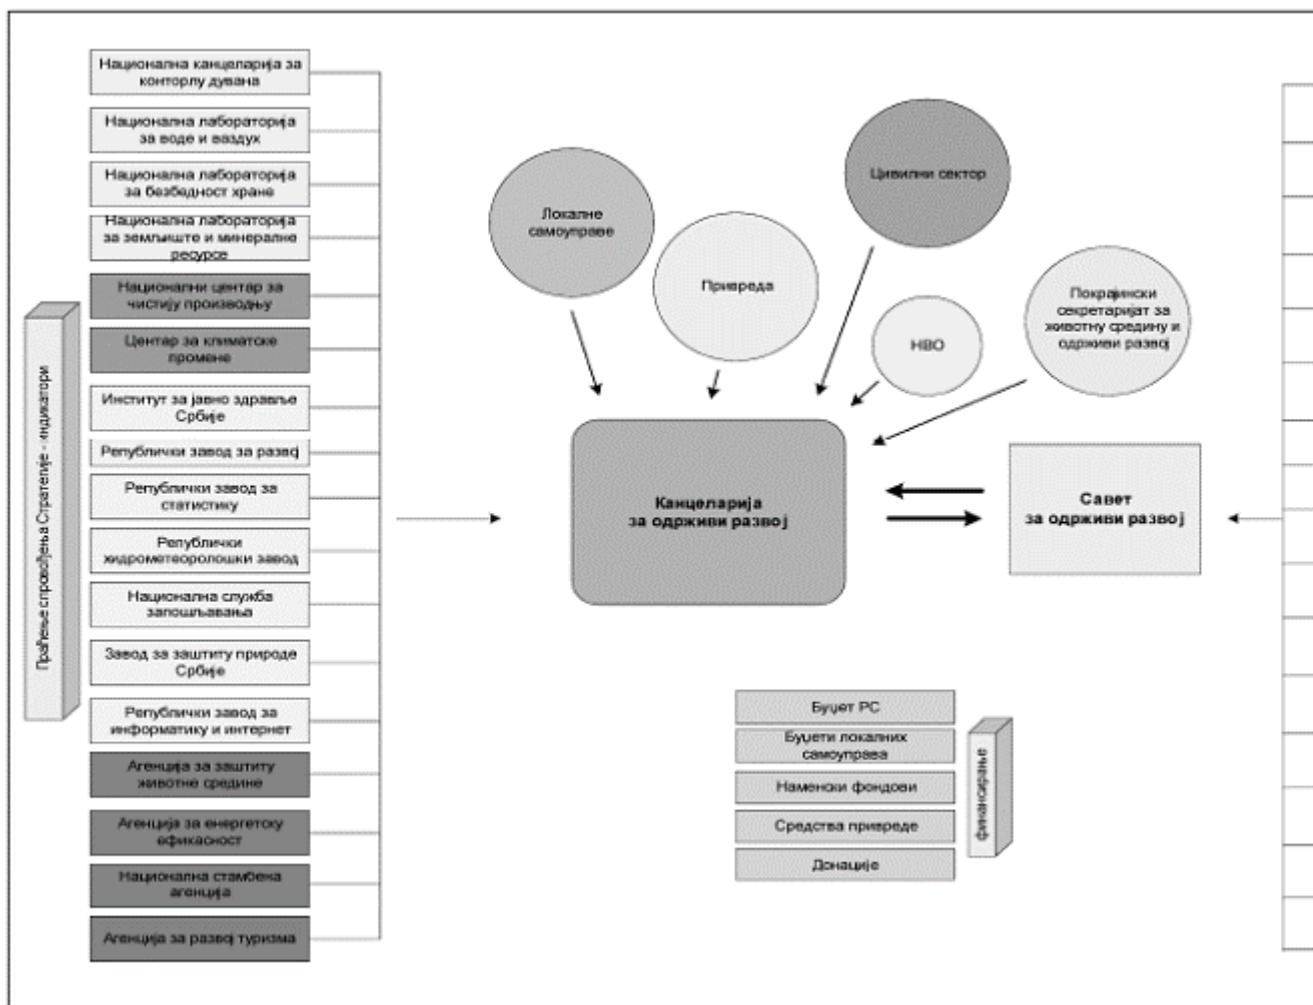 Национална канцеларија за
конторлу дувана
Национална лабораторија
за воде и ваздух
Национална лабораторија
за безбедност хране
Национална лабораторија
за земљиште и минералне
ресурсе
Национални центар за
чистију производњу
Центар за климатске
промене
Институт за јавно здравље
Србије
Републички завод за развој
Републички завод за
статистику
Републички
хидрометеоролошки завод
Национална служба
запошљавања
Завод за заштиту природе
Србије
Републички завод за
информатику и интернет
Агенција за заштиту
животне средине
Агенција за енергетску
ефикасност
Национална стамбена
агенција
Агенција за развој туризма
Праћење спровођења Стратегије - индикатори
Локалне
самоуправе
Привреда
Цивилни сектор
НВО
Покрајински
секретаријат за
животну средину и
одрживи развој
Канцеларија
за одрживи развој
Савет
за одрживи развој
Буџет РС
Буџети локалних
самоуправа
Наменски фондови
Средства привреде
Донације
финансирање